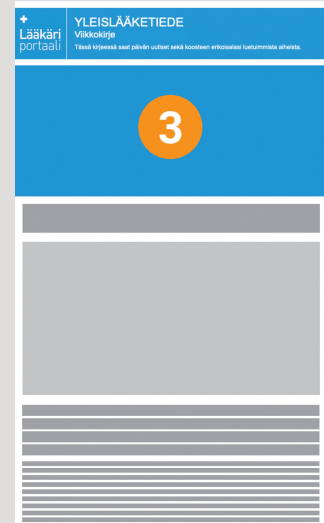 +
Lääkäri
portaali
YLEISLÄÄKETIEDE
Viikkokirje
Tässä kirjeessä saat päivän uutiset sekä koosteen erikoisalasi luetuimmista aiheista.
3